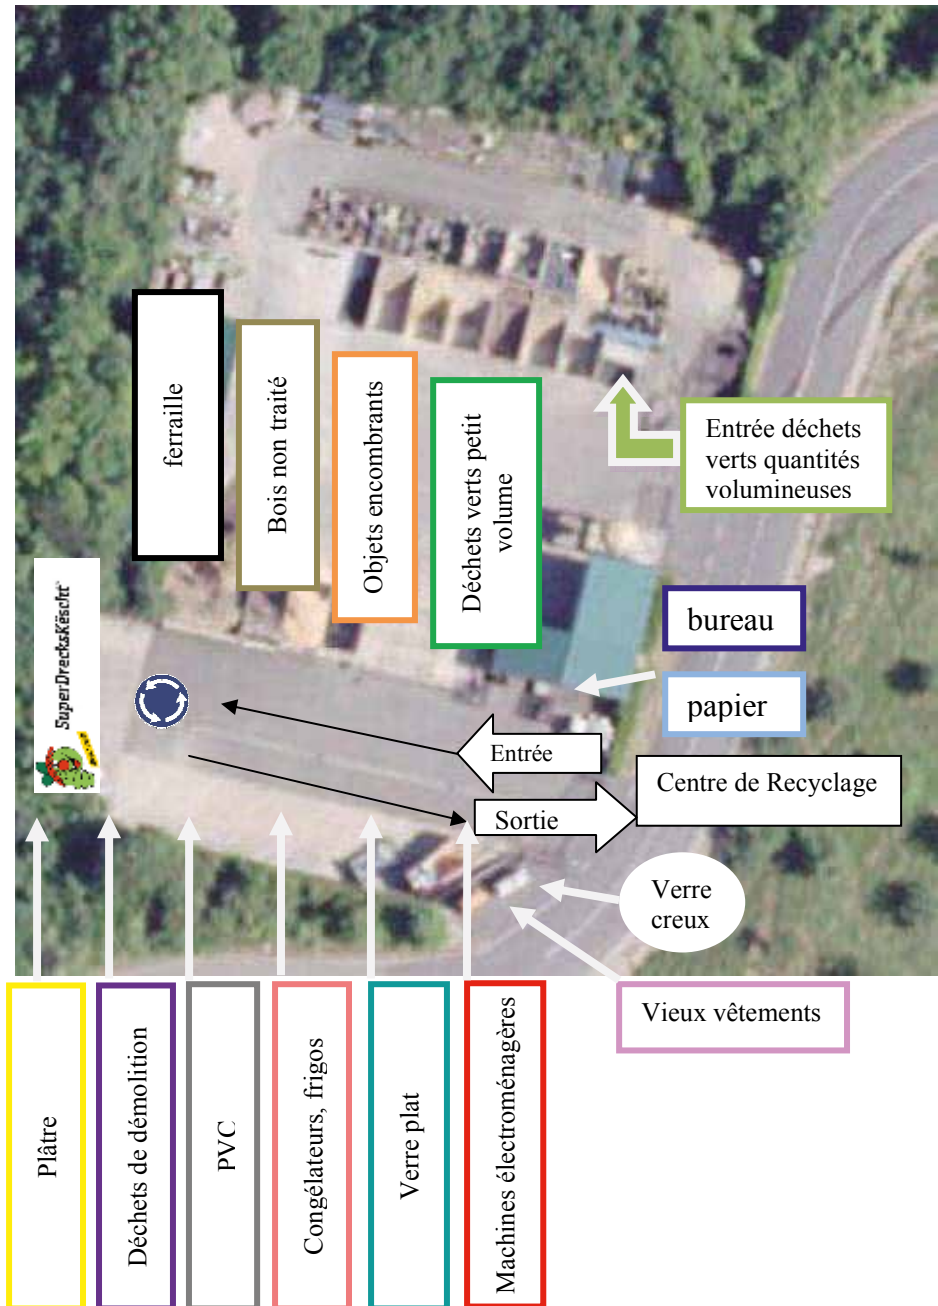 ferraille
Bois non traité
Objets encombrants
Déchets verts petit
volume
Entrée déchets
verts quantités
volumineuses
SuperDrecksKëscht
bureau
papier
Entrée
Centre de Recyclage
Sortie
Verre
creux
Vieux vêtements
Plâtre
Déchets de démolition
PVC
Congélateurs, frigos
Verre plat
Machines électroménagères